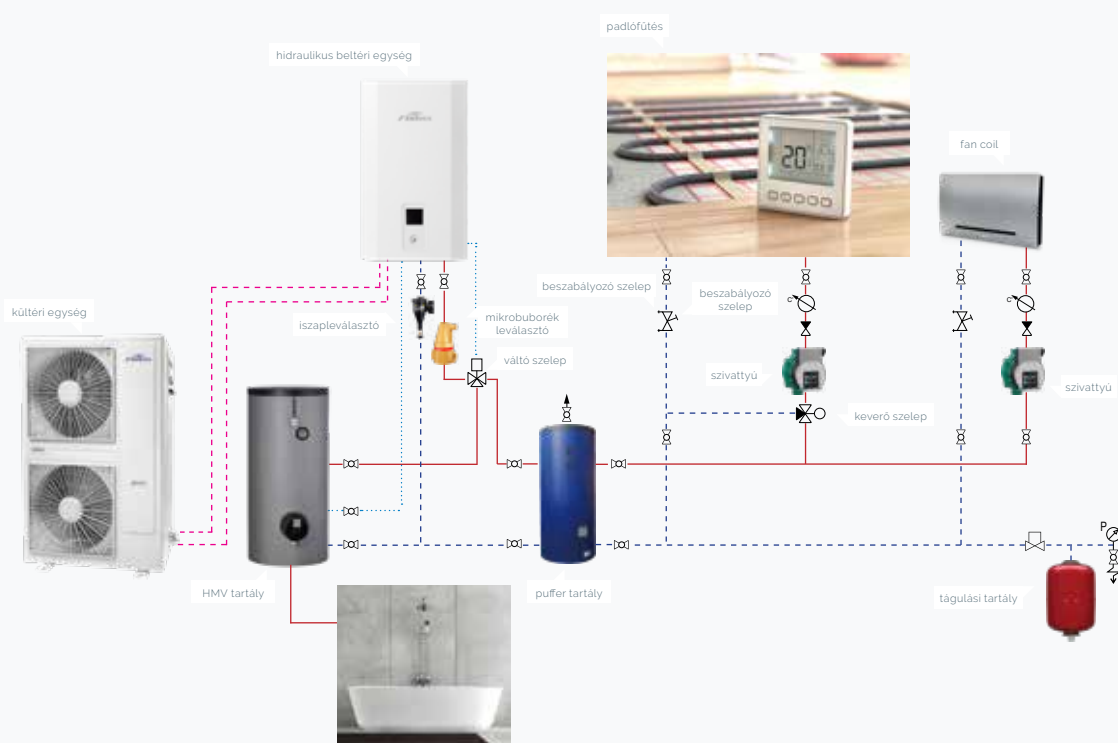 padlófűtés
hidraulikus beltéri egység
fan coil
20
beszabályozó szelep
beszabályozó
szelep
kültéri egység
iszapleválasztó
mikrobuborék
leválasztó
C
C
váltó szelep
szivattyú
szivattyú
keverő szelep
P
HMV tartály
puffer tartály
tágulási tartály